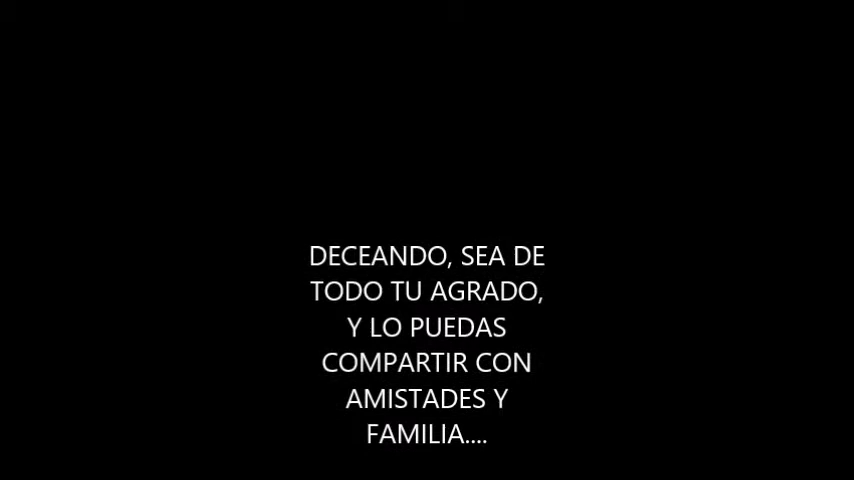 DECEANDO, SEA DE
TODO TU AGRADO,
Y LO PUEDAS
COMPARTIR CON
AMISTADES Y
FAMILIA....